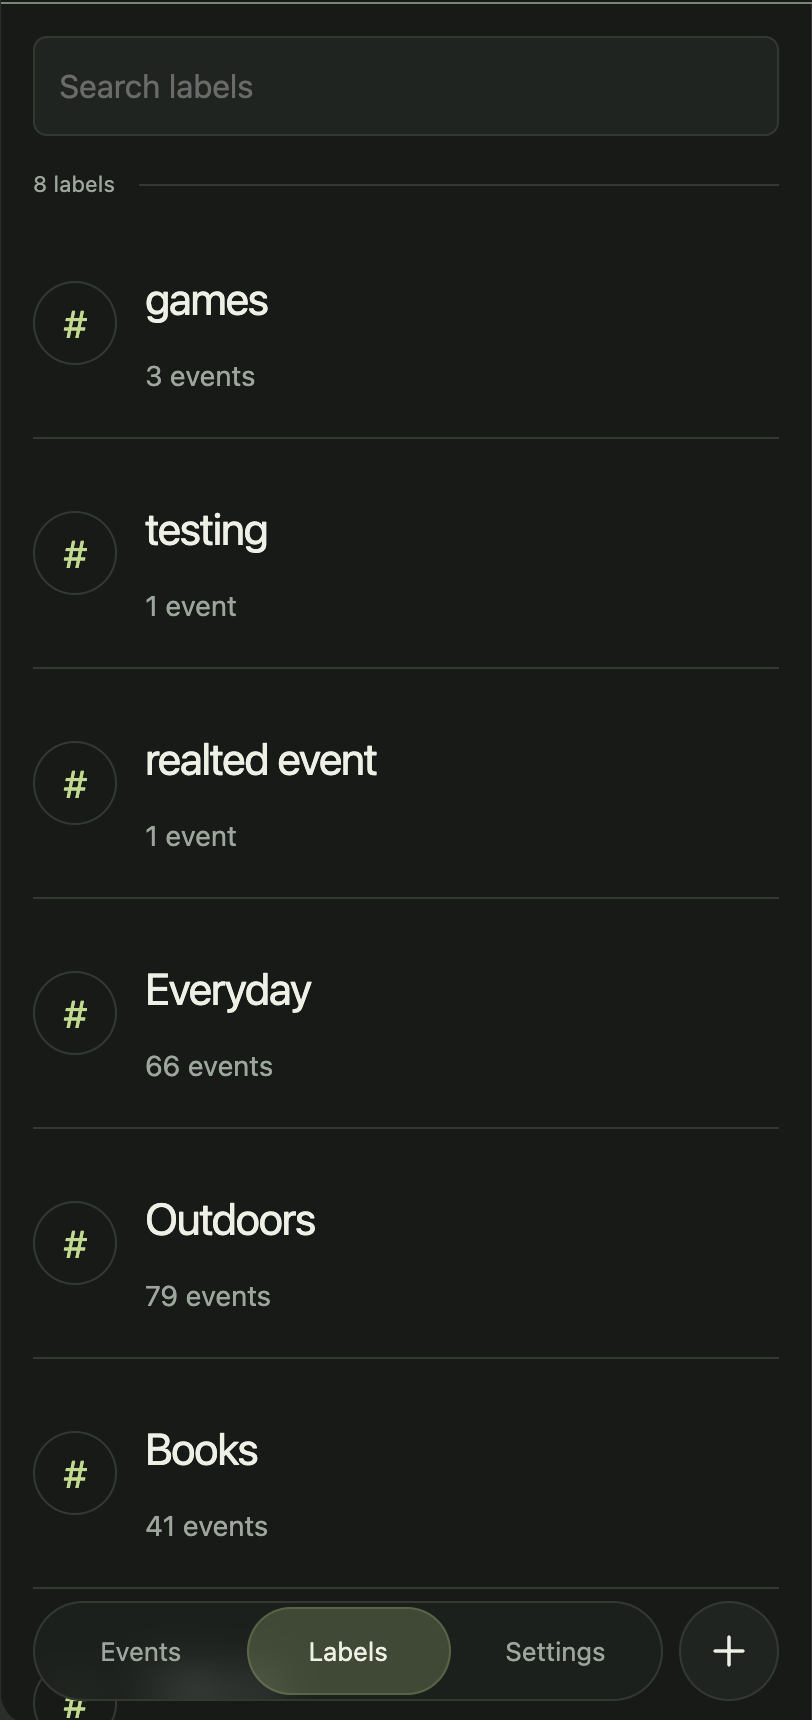 Search labels
8 labels
#
games
3 events
#
testing
1 event
#
realted event
1 event
#
Everyday
66 events
#
Outdoors
79 events
#
Books
41 events
Events
Labels
Settings
+
#